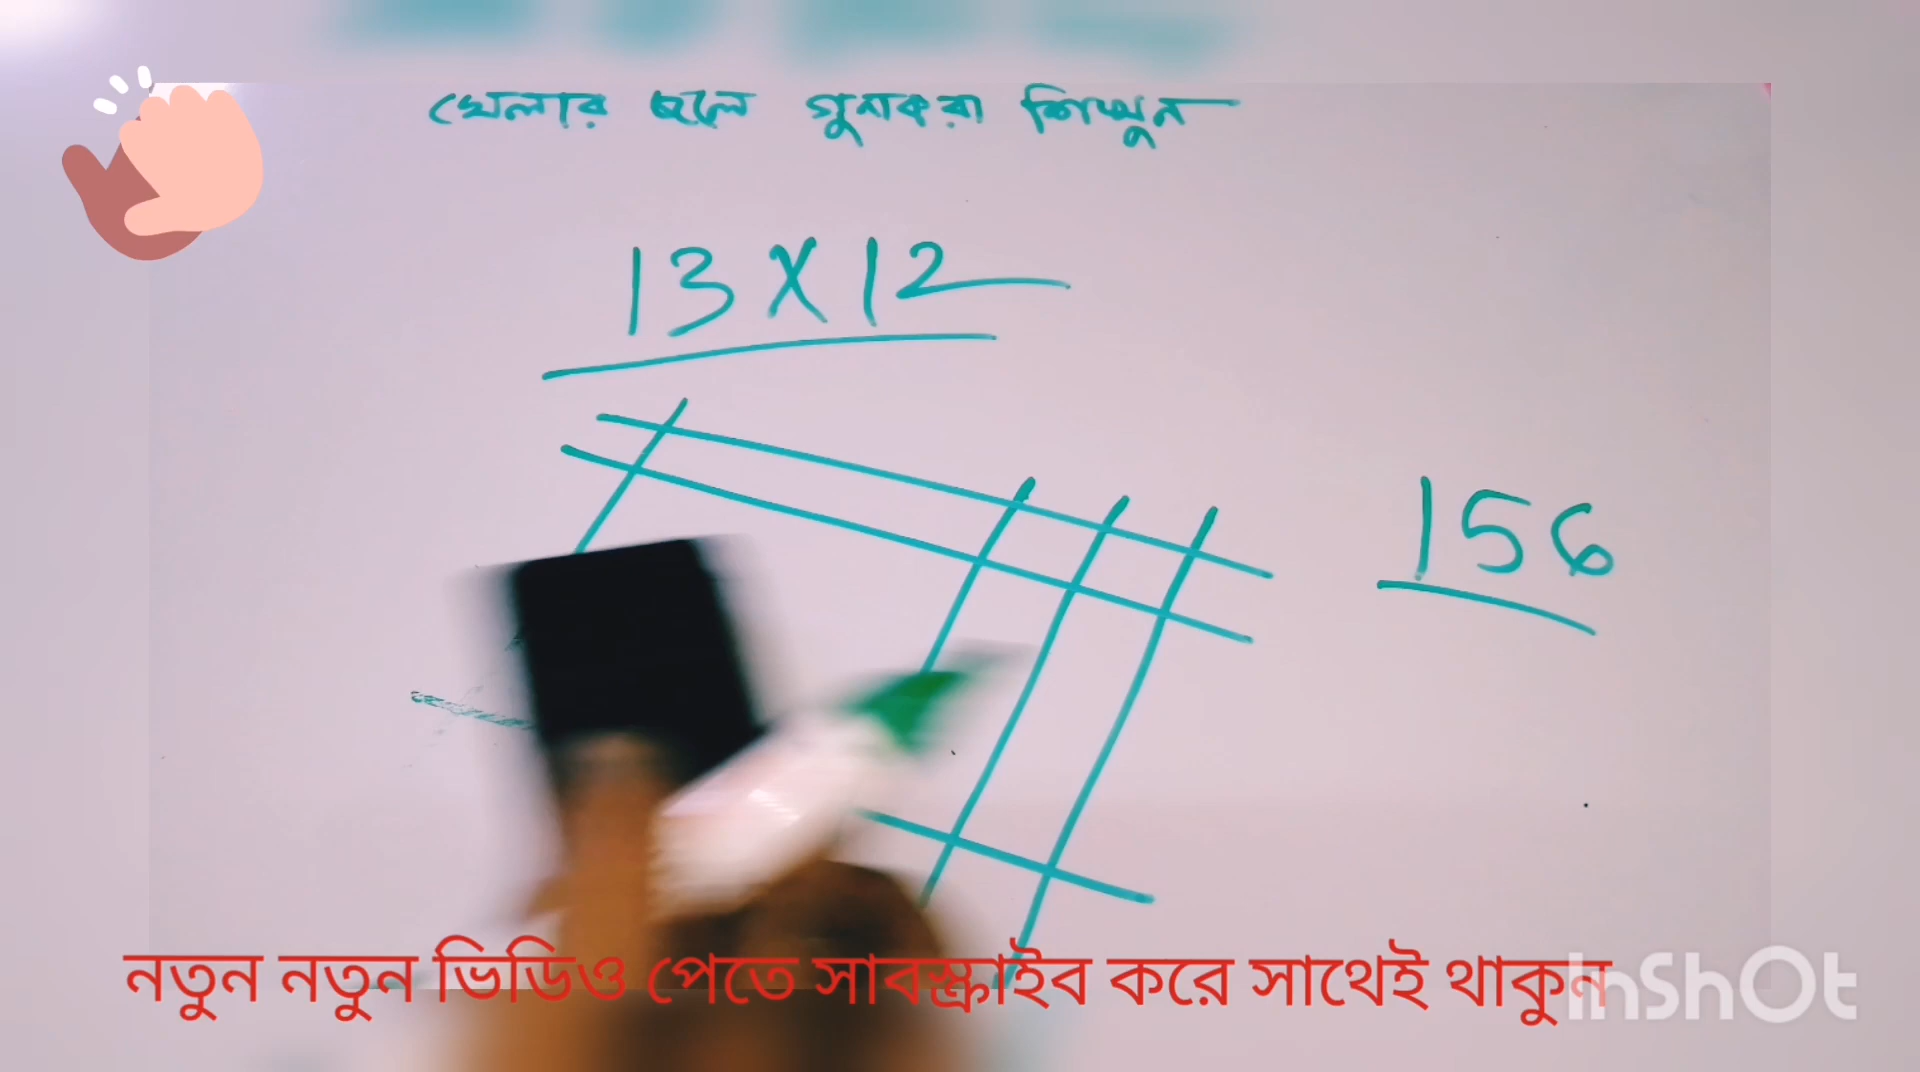 খেলার ছলে গুনকরা শিখুন
13 X 12
156
নতুন নতুন ভিডিও পেতে সাবস্ক্রাইব করে সাথেই থাকুন
InShOt